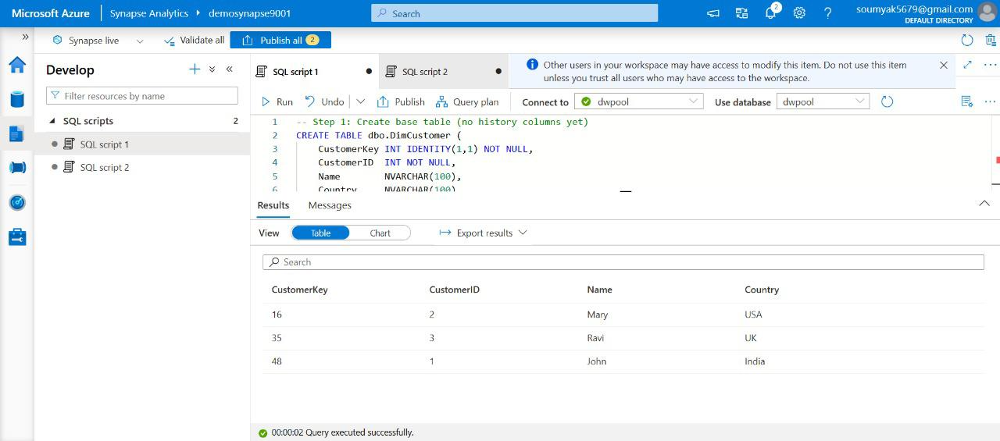 Microsoft Azure | Synapse Analytics ▸ demosynapse9001
Search
2
soumyak5679@gmail.com
DEFAULT DIRECTORY
Synapse live
Validate all
Publish all 2
Develop
Filter resources by name
SQL scripts 2
SQL script 1
SQL script 2
SQL script 1
SQL script 2
Other users in your workspace may have access to modify this item. Do not use this item
unless you trust all users who may have access to the workspace.
Run Undo Publish Query plan Connect to dwpool Use database dwpool
1 -- Step 1: Create base table (no history columns yet)
2 CREATE TABLE dbo.DimCustomer (
3 CustomerKey INT IDENTITY(1,1) NOT NULL,
4 CustomerID INT NOT NULL,
5 Name NVARCHAR(100),
6 Country NVARCHAR(100)
Results Messages
View Table Chart Export results
Search
CustomerKey CustomerID Name Country
16 2 Mary USA
35 3 Ravi UK
48 1 John India
00:00:02 Query executed successfully.